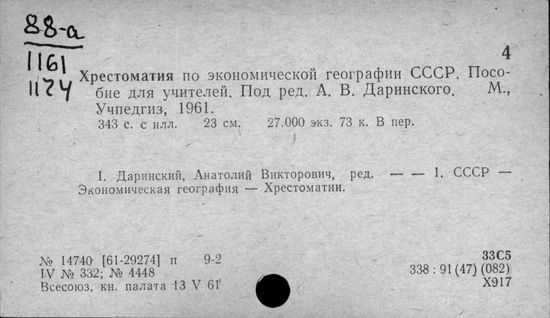 88-а
1161
1124
4
Хрестоматия по экономической географии СССР. Посо-
бие для учителей. Под ред. А. В. Даринского. М.,
Учпедгиз, 1961.
343 с. с илл. 23 см. 27.000 экз. 73 к. В пер.
I. Даринский, Анатолий Викторович, ред. — — 1. СССР —
Экономическая география — Хрестоматии.
№ 14740 [61-29274] п 9-2
IV № 332; № 4448
Всесоюз. кн. палата 13 V 61
33С5
338 : 91 (47) (082)
Х917